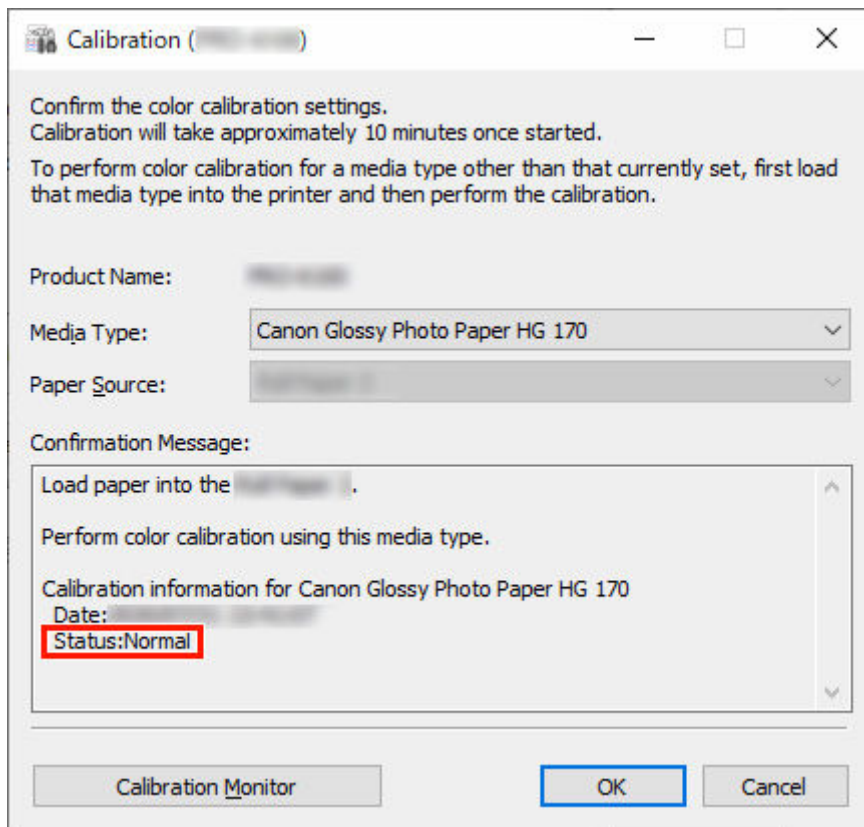 Calibration ( )
Confirm the color calibration settings.
Calibration will take approximately 10 minutes once started.
To perform color calibration for a media type other than that currently set, first load
that media type into the printer and then perform the calibration.
Product Name:
Media Type: Canon Glossy Photo Paper HG 170
Paper Source:
Confirmation Message:
Load paper into the .
Perform color calibration using this media type.
Calibration information for Canon Glossy Photo Paper HG 170
Date:
Status:Normal
Calibration Monitor OK Cancel